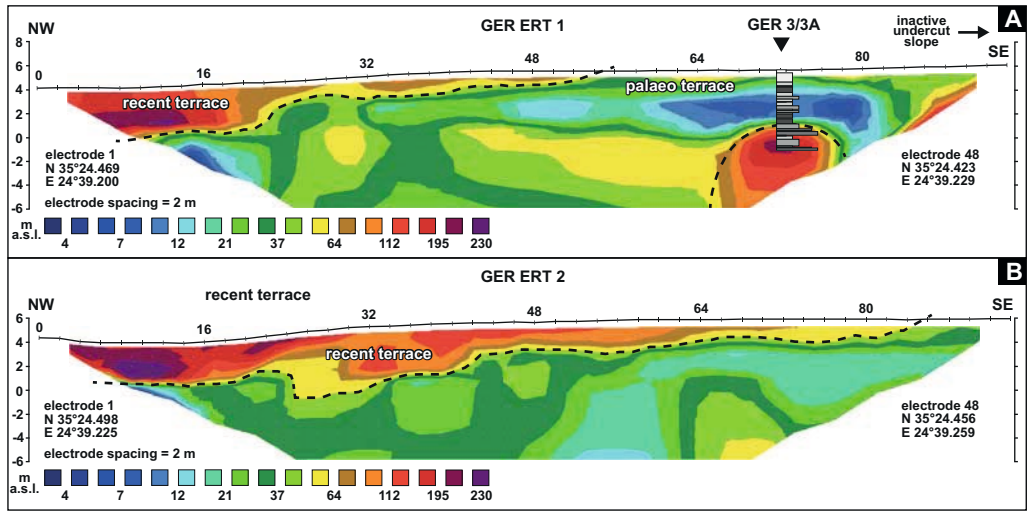 GER ERT 1
A
NW
GER 3/3A
inactive
undercut
slope
SE
8
6
4
2
0
-2
-4
-6
m
a.s.l.
0 16 32 48 64 80
recent terrace
palaeo terrace
electrode 1
N 35°24.469
E 24°39.200
electrode spacing = 2 m
electrode 48
N 35°24.423
E 24°39.229
4 7 12 21 37 64 112 195 230
GER ERT 2
B
NW
recent terrace
SE
6
4
2
0
-2
-4
-6
m
a.s.l.
0 16 32 48 64 80
recent terrace
electrode 1
N 35°24.498
E 24°39.225
electrode spacing = 2 m
electrode 48
N 35°24.456
E 24°39.259
4 7 12 21 37 64 112 195 230